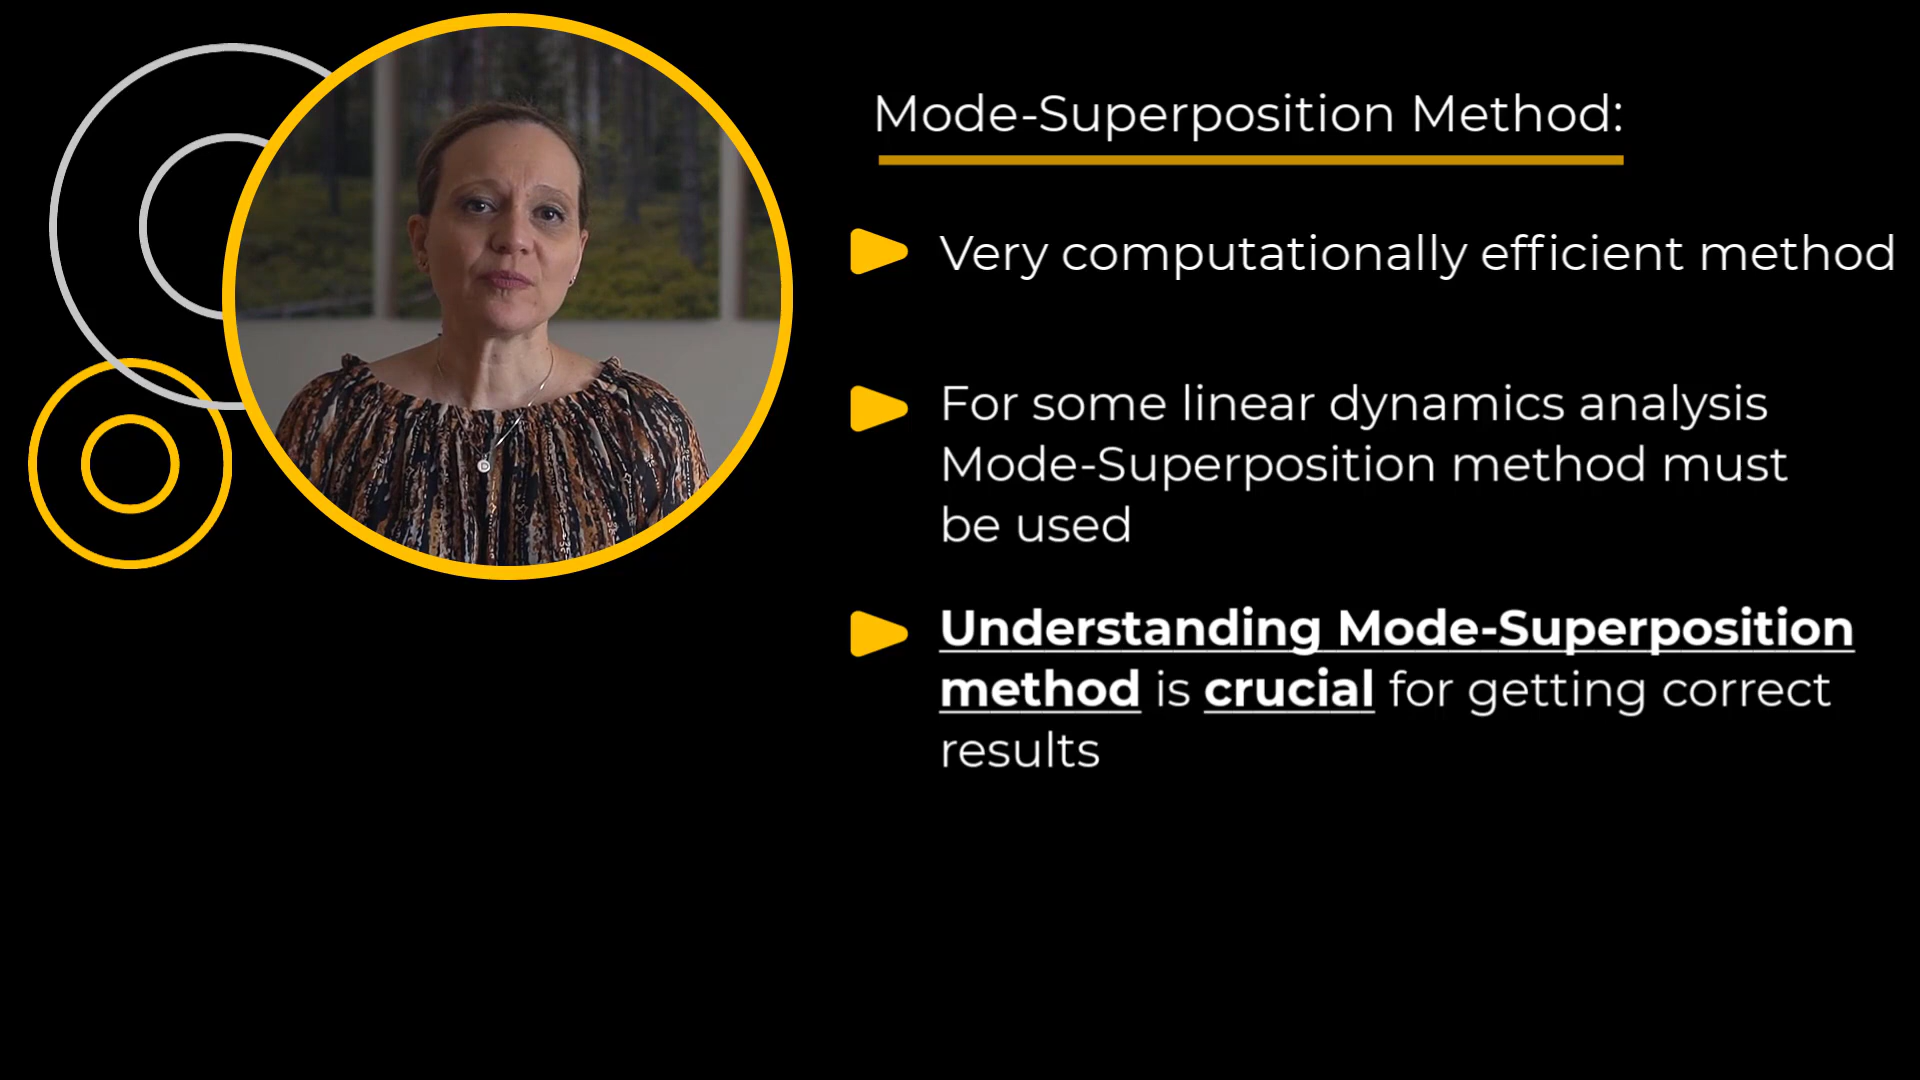 Mode-Superposition Method:
Very computationally efficient method
For some linear dynamics analysis
Mode-Superposition method must
be used
Understanding Mode-Superposition
method is crucial for getting correct
results